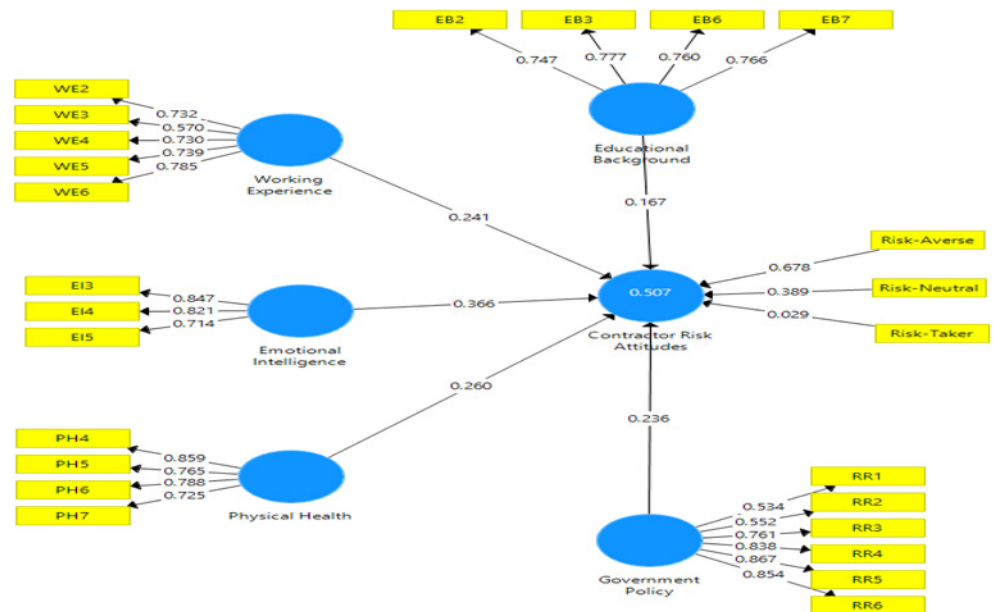 EB2
EB3
EB6
EB7
0.747
0.777
0.760
0.766
Educational
Background
0.167
WE2
WE3
WE4
WE5
WE6
0.732
0.570
0.730
0.739
0.785
Working
Experience
0.241
EI3
EI4
EI5
0.847
0.821
0.714
Emotional
Intelligence
0.366
0.507
Contractor Risk
Attitudes
Risk-Averse
Risk-Neutral
Risk-Taker
0.678
0.389
0.029
PH4
PH5
PH6
PH7
0.859
0.765
0.788
0.725
Physical Health
0.260
0.236
Government
Policy
0.534
0.552
0.761
0.838
0.867
0.854
RR1
RR2
RR3
RR4
RR5
RR6